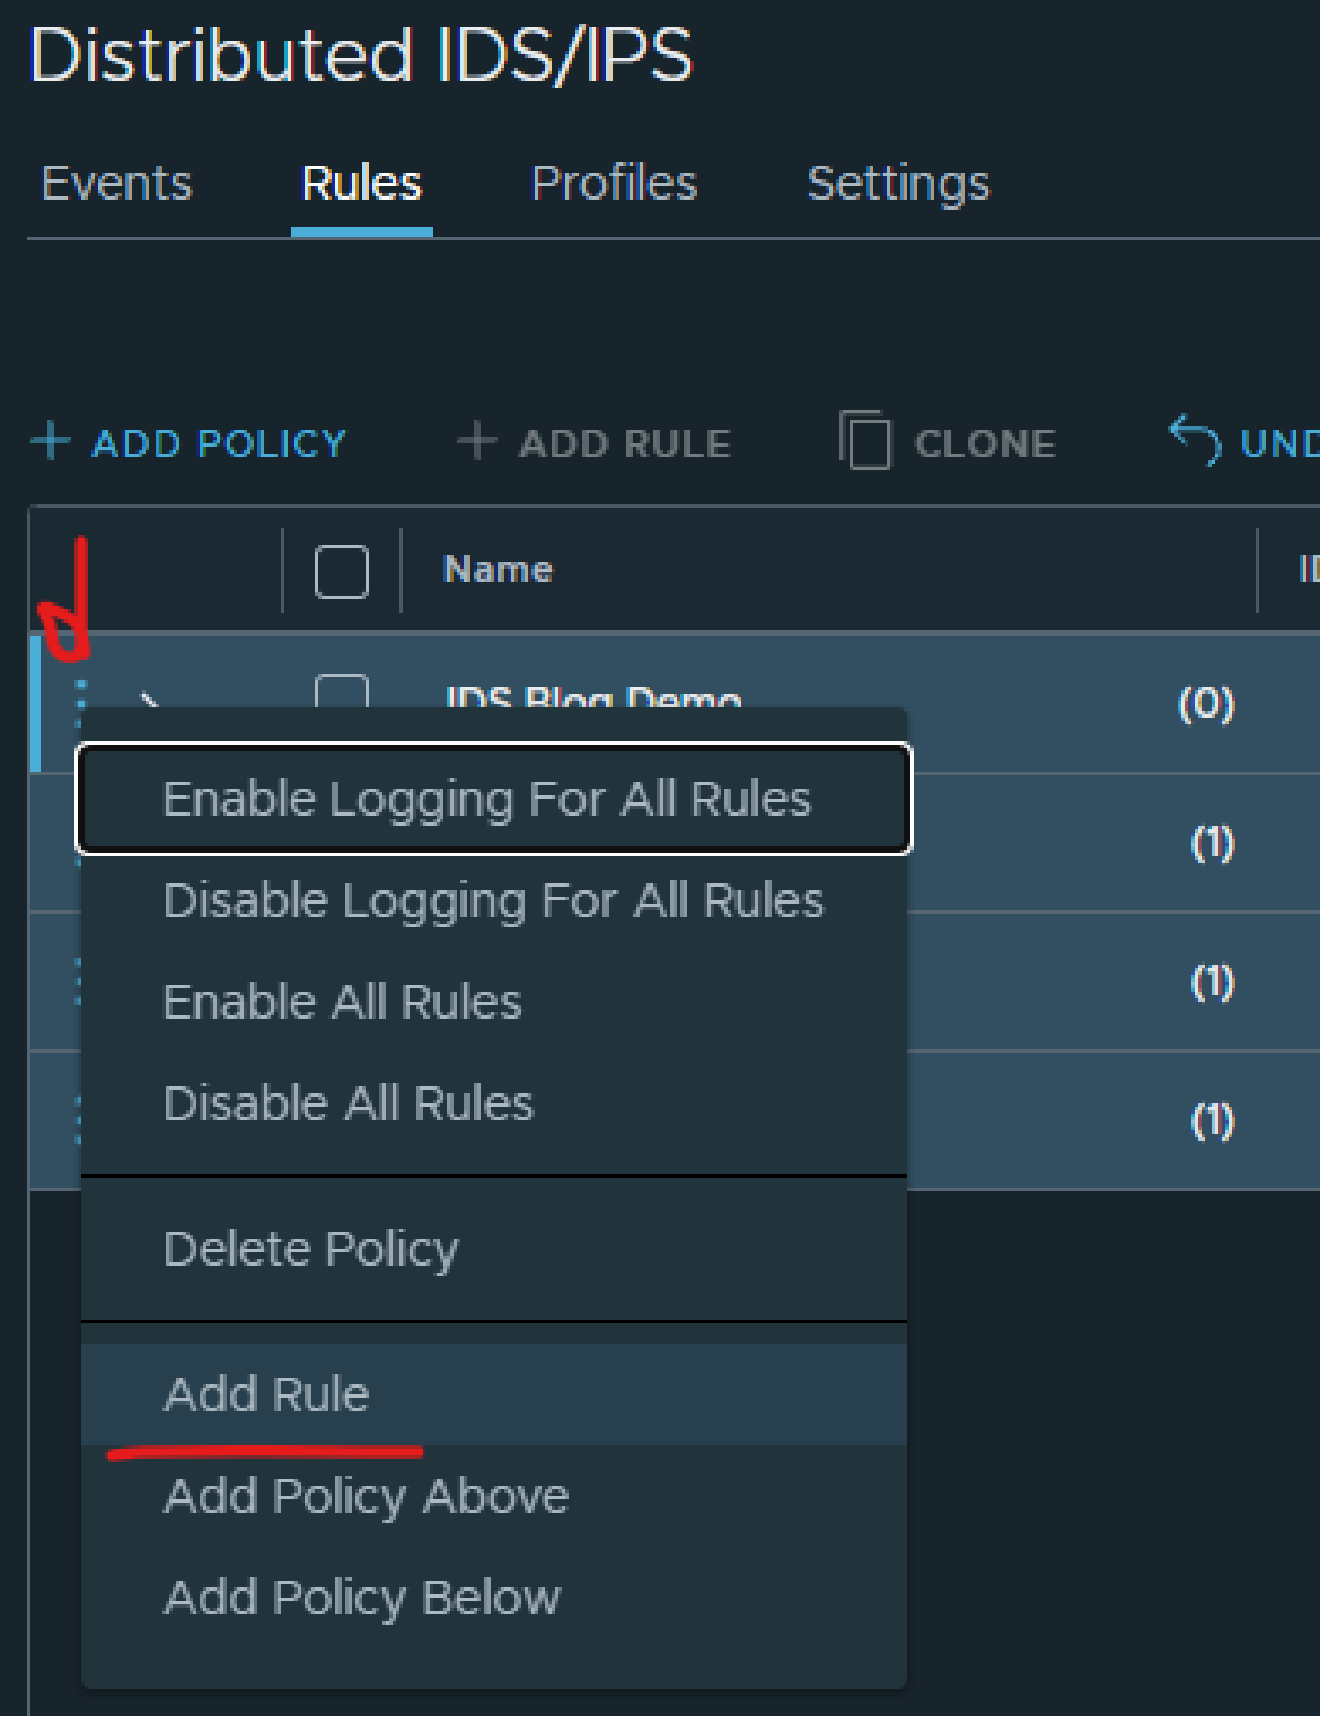 Distributed IDS/IPS
Events Rules Profiles Settings
ADD POLICY ADD RULE CLONE UND
Name
IDS Blog Demo (0)
Enable Logging For All Rules
(1)
Disable Logging For All Rules
Enable All Rules (1)
Disable All Rules (1)
Delete Policy
Add Rule
Add Policy Above
Add Policy Below